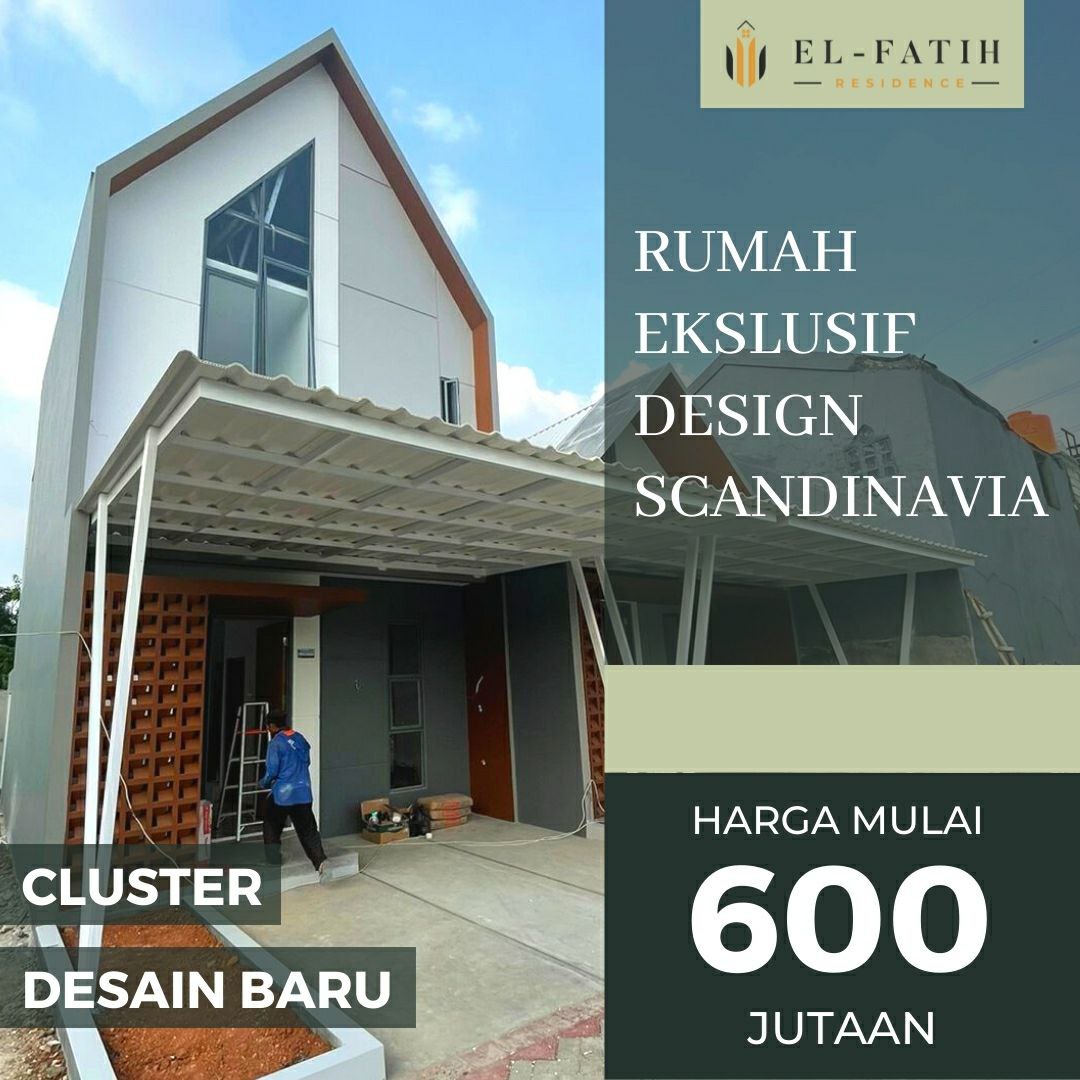 EL-FATIH
RESIDENCE
RUMAH
EKSLUSIF
DESIGN
SCANDINAVIA
HARGA MULAI
600
JUTAAN
CLUSTER
DESAIN BARU